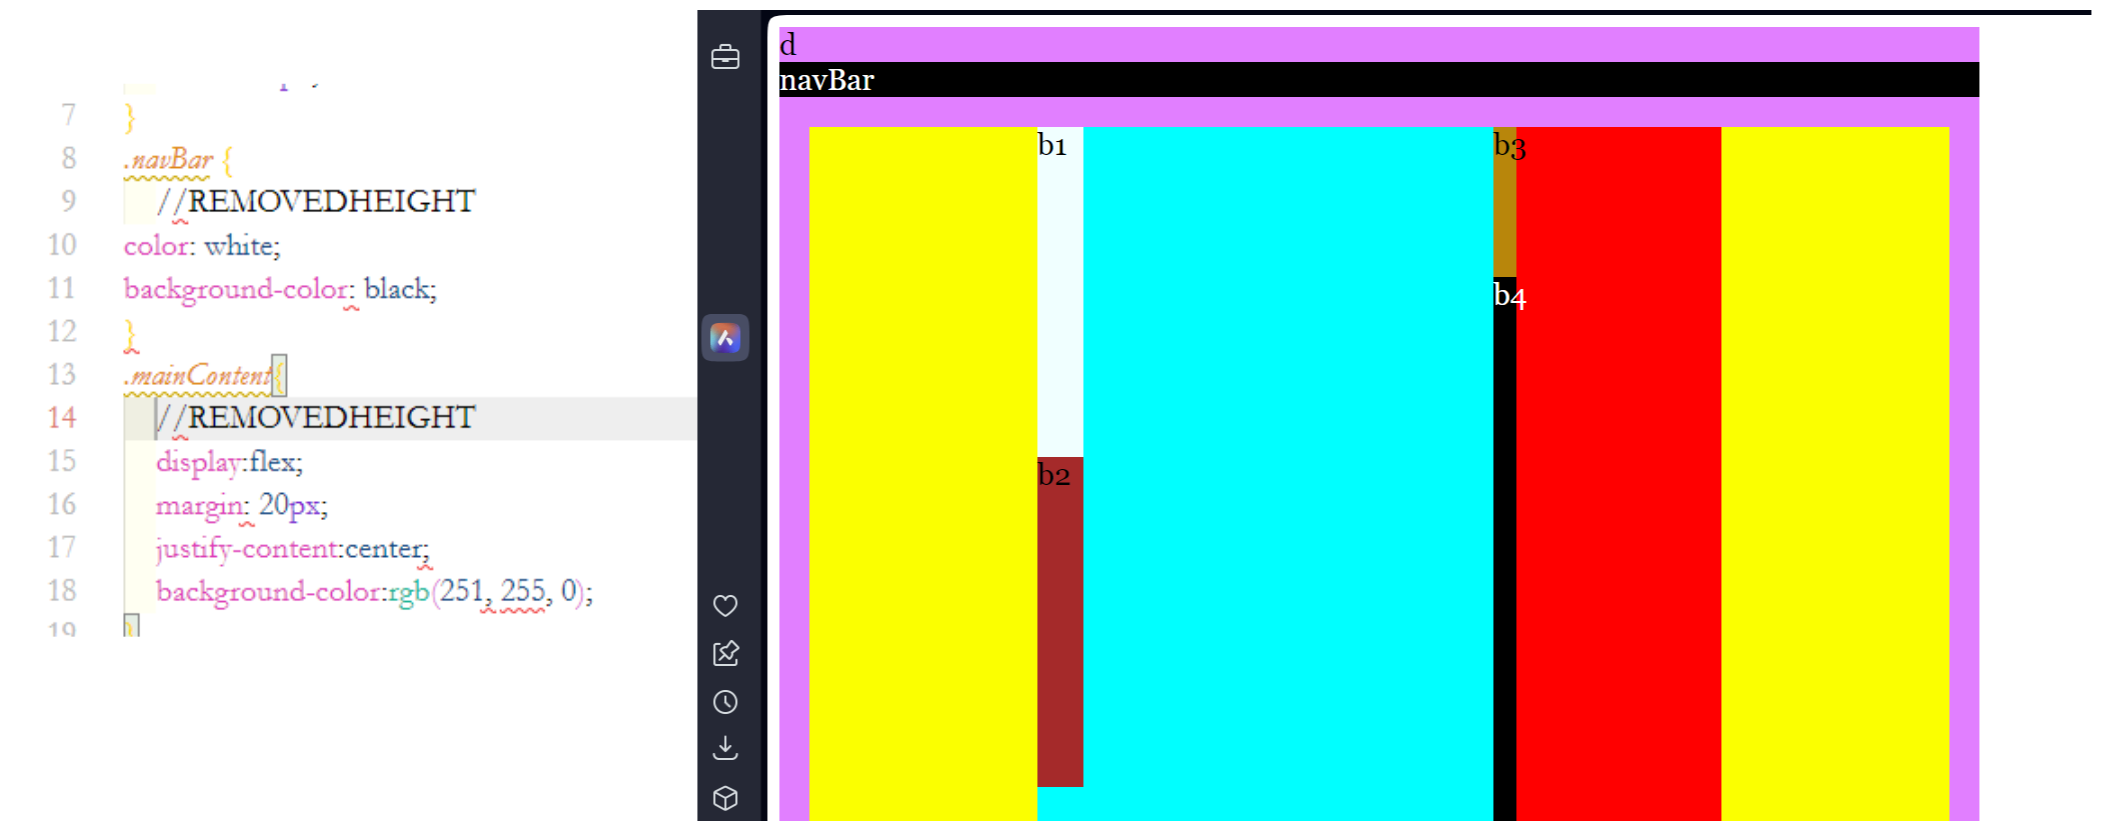 7 }
8 .navBar {
9 //REMOVEDHEIGHT
10 color: white;
11 background-color: black;
12 }
13 .mainContent{
14 //REMOVEDHEIGHT
15 display:flex;
16 margin: 20px;
17 justify-content:center;
18 background-color:rgb(251, 255, 0);
19 }
d
navBar
b1
b3
b4
b2